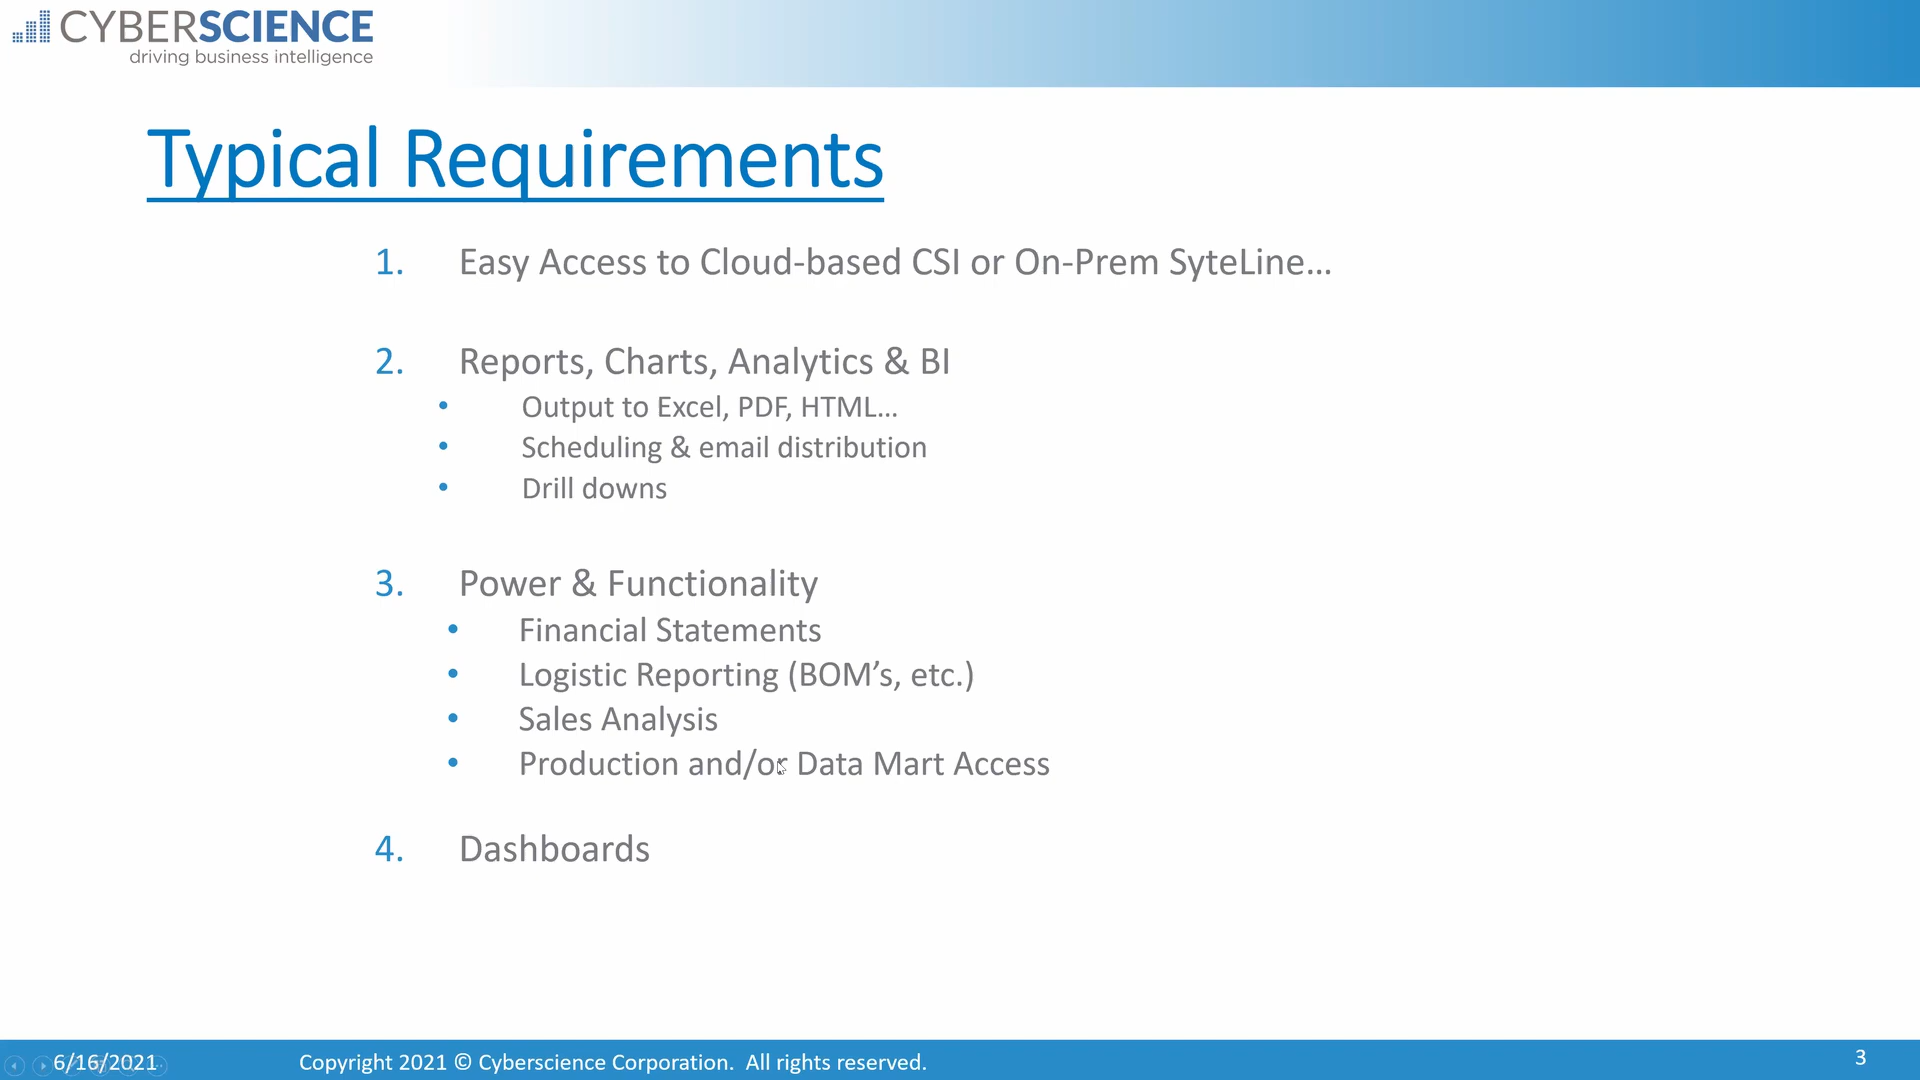 CYBERSCIENCE
driving business intelligence
Typical Requirements
1. Easy Access to Cloud-based CSI or On-Prem SyteLine…
2. Reports, Charts, Analytics & BI
• Output to Excel, PDF, HTML…
• Scheduling & email distribution
• Drill downs
3. Power & Functionality
• Financial Statements
• Logistic Reporting (BOM’s, etc.)
• Sales Analysis
• Production and/or Data Mart Access
4. Dashboards
6/16/2021 Copyright 2021 © Cyberscience Corporation. All rights reserved. 3